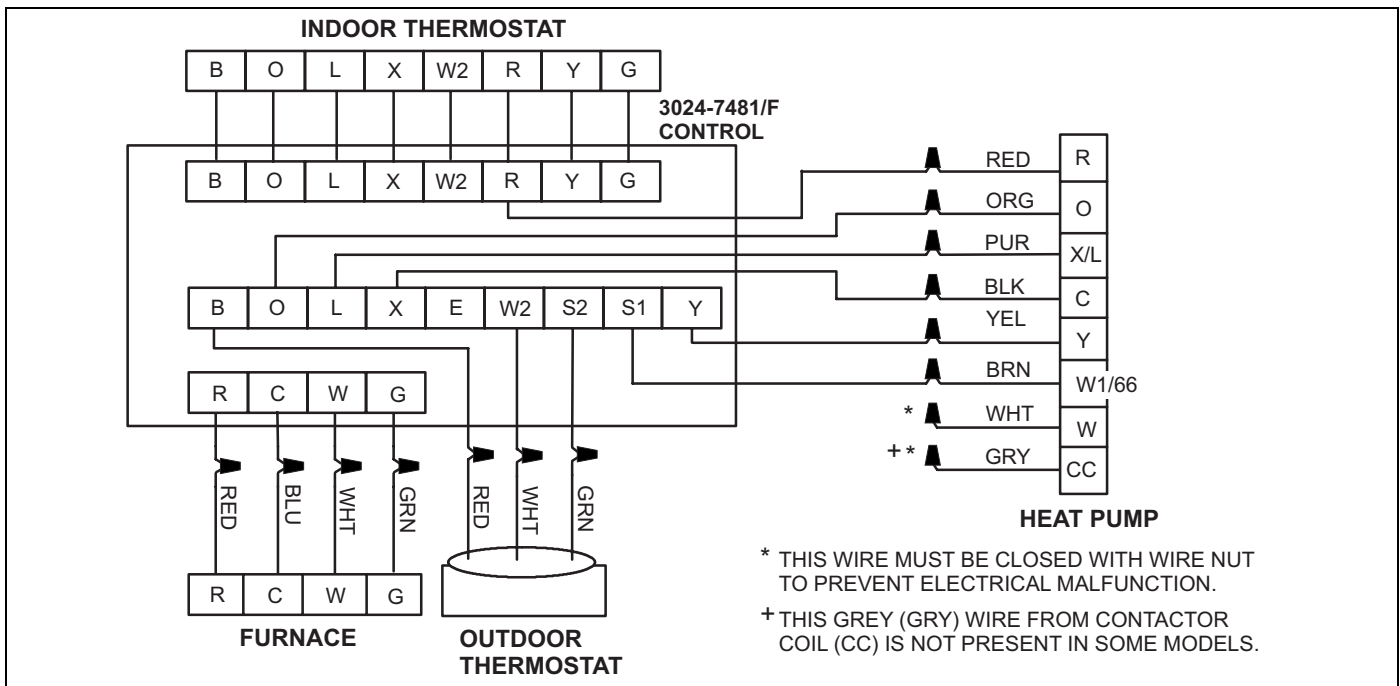 INDOOR THERMOSTAT
B O L X W2 R Y G
3024-7481/F
CONTROL
B O L X W2 R Y G
B O L X E W2 S2 S1 Y
R C W G
RED
BLU
WHT
GRN
RED
WHT
GRN
R C W G
FURNACE
OUTDOOR
THERMOSTAT
RED R
ORG O
PUR X/L
BLK C
YEL Y
BRN W1/66
* WHT W
+ * GRY CC
HEAT PUMP
* THIS WIRE MUST BE CLOSED WITH WIRE NUT
TO PREVENT ELECTRICAL MALFUNCTION.
+ THIS GREY (GRY) WIRE FROM CONTACTOR
COIL (CC) IS NOT PRESENT IN SOME MODELS.